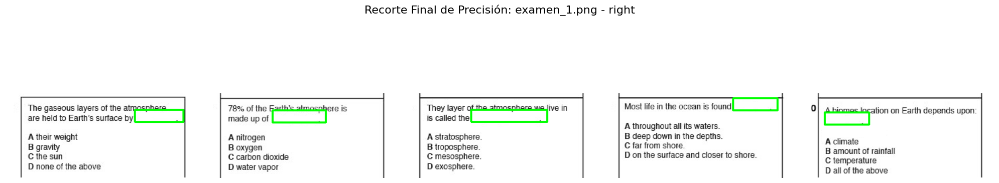 Recorte Final de Precisión: examen_1.png - right
The gaseous layers of the atmosphere
are held to Earth's surface by .
A their weight
B gravity
C the sun
D none of the above
78% of the Earth's atmosphere is
made up of .
A nitrogen
B oxygen
C carbon dioxide
D water vapor
They layer of the atmosphere we live in
is called the .
A stratosphere.
B troposphere.
C mesosphere.
D exosphere.
Most life in the ocean is found .
A throughout all its waters.
B deep down in the depths.
C far from shore.
D on the surface and closer to shore.
0
A biomes location on Earth depends upon:
.
A climate
B amount of rainfall
C temperature
D all of the above